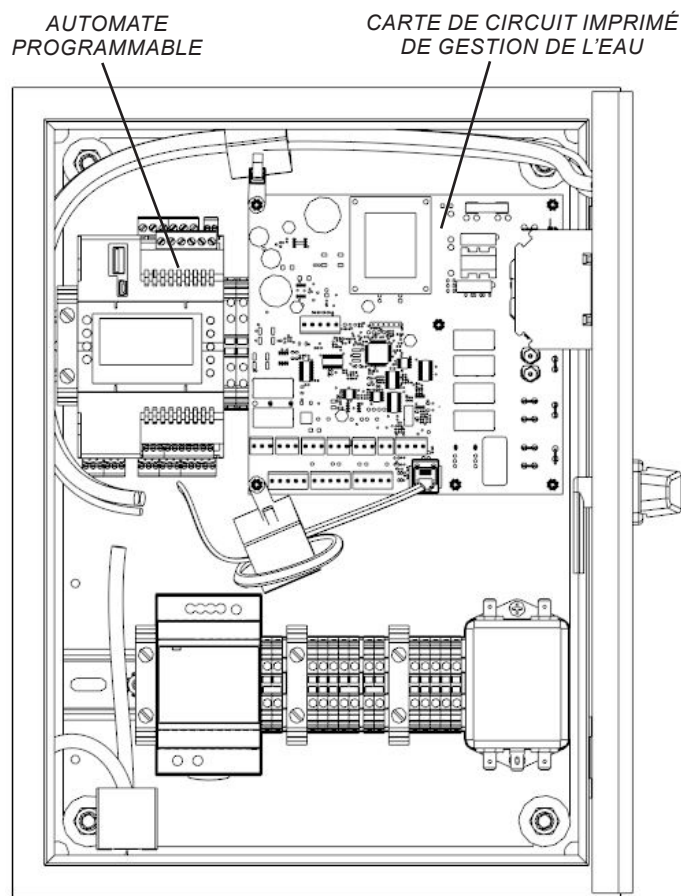 AUTOMATE
PROGRAMMABLE
CARTE DE CIRCUIT IMPRIMÉ
DE GESTION DE L’EAU